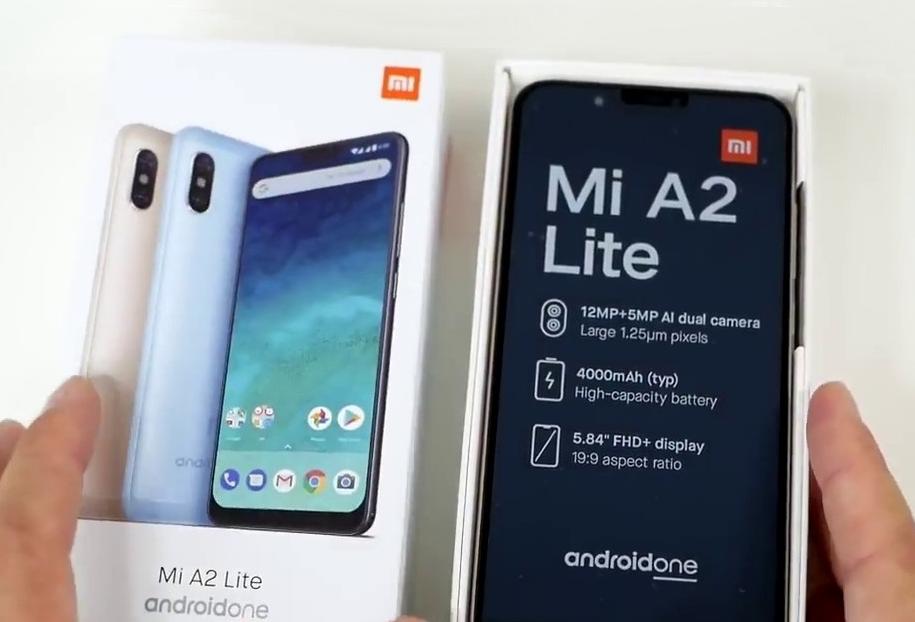 mi
Mi A2 Lite
androidone
mi
Mi A2
Lite
12MP+5MP AI dual camera
Large 1.25μm pixels
4000mAh (typ)
High-capacity battery
5.84" FHD+ display
19:9 aspect ratio
androidone